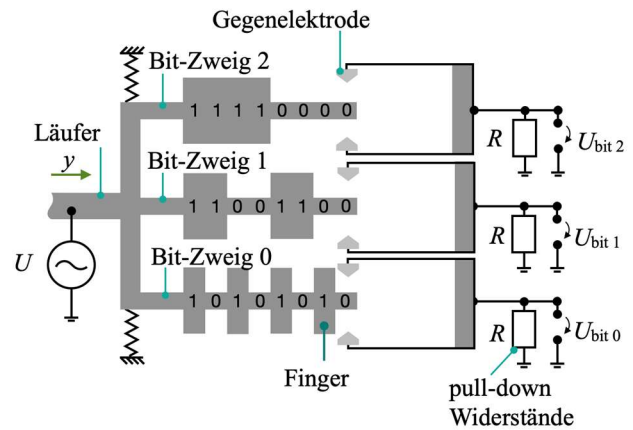 Gegenelektrode
Bit-Zweig 2
1 1 1 1 0 0 0 0
R
U bit 2
Läufer
y
Bit-Zweig 1
1 1 0 0 1 1 0 0
R
U bit 1
U
Bit-Zweig 0
1 0 1 0 1 0 1 0
R
U bit 0
Finger
pull-down
Widerstände